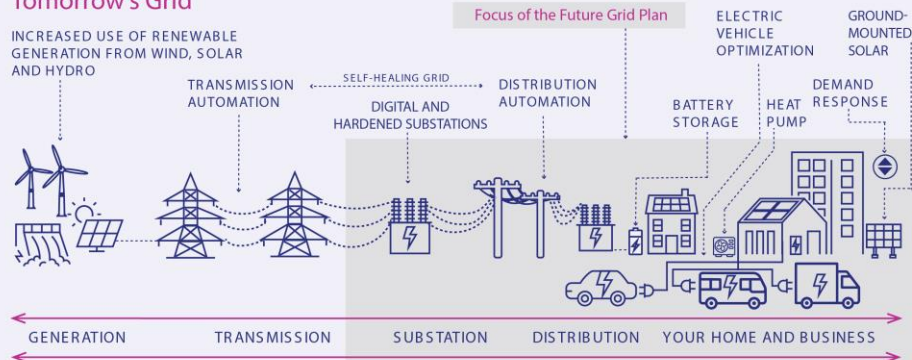 Tomorrow's Grid
Focus of the Future Grid Plan
INCREASED USE OF RENEWABLE
GENERATION FROM WIND, SOLAR
AND HYDRO
TRANSMISSION
AUTOMATION
SELF-HEALING GRID
DIGITAL AND
HARDENED SUBSTATIONS
DISTRIBUTION
AUTOMATION
BATTERY
STORAGE
ELECTRIC
VEHICLE
OPTIMIZATION
HEAT
PUMP
DEMAND
RESPONSE
GROUND-
MOUNTED
SOLAR
GENERATION
TRANSMISSION
SUBSTATION
DISTRIBUTION
YOUR HOME AND BUSINESS